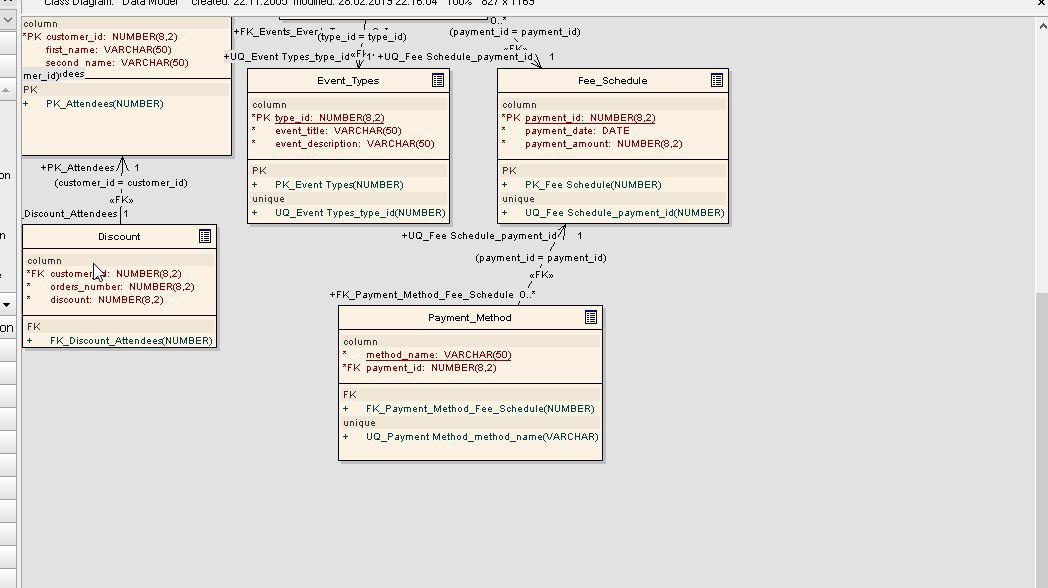 Class Diagram: "Data Model" created: 22.11.2005 modified: 28.02.2019 22:16:04 100% 827 x 1169
column
*PK customer_id: NUMBER(8,2)
first_name: VARCHAR(50)
second_name: VARCHAR(50)
mer_id)
dees
PK
+ PK_Attendees(NUMBER)
+FK_Events_Even
0..*
(type_id = type_id)
(payment_id = payment_id)
«FK»
+UQ_Event Types_type_id
«FK
1
+UQ_Fee Schedule_payment_id
1
Event_Types
column
*PK type_id: NUMBER(8,2)
* event_title: VARCHAR(50)
* event_description: VARCHAR(50)
PK
+ PK_Event Types(NUMBER)
unique
+ UQ_Event Types_type_id(NUMBER)
Fee_Schedule
column
*PK payment_id: NUMBER(8,2)
* payment_date: DATE
* payment_amount: NUMBER(8,2)
PK
+ PK_Fee Schedule(NUMBER)
unique
+ UQ_Fee Schedule_payment_id(NUMBER)
+PK_Attendees 1
(customer_id = customer_id)
«FK»
_Discount_Attendees 1
Discount
column
*FK customer_id: NUMBER(8,2)
* orders_number: NUMBER(8,2)
* discount: NUMBER(8,2)
FK
+ FK_Discount_Attendees(NUMBER)
+UQ_Fee Schedule_payment_id 1
(payment_id = payment_id)
«FK»
+FK_Payment_Method_Fee_Schedule 0..*
Payment_Method
column
* method_name: VARCHAR(50)
*FK payment_id: NUMBER(8,2)
FK
+ FK_Payment_Method_Fee_Schedule(NUMBER)
unique
+ UQ_Payment Method_method_name(VARCHAR)
on
n
on